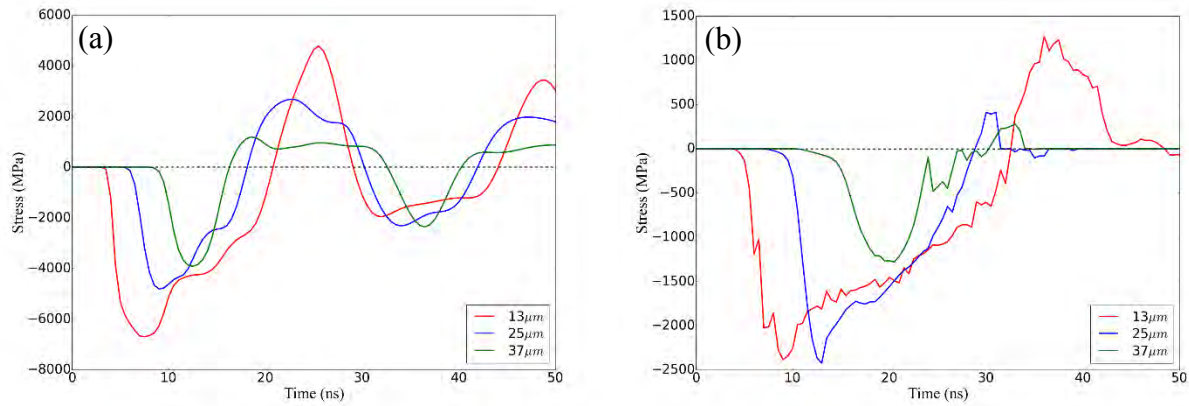 (a)
6000
4000
2000
0
−2000
−4000
−6000
−8000
Stress (MPa)
0 10 20 30 40 50
Time (ns)
13μm
25μm
37μm
(b)
1500
1000
500
0
−500
−1000
−1500
−2000
−2500
Stress (MPa)
0 10 20 30 40 50
Time (ns)
13μm
25μm
37μm